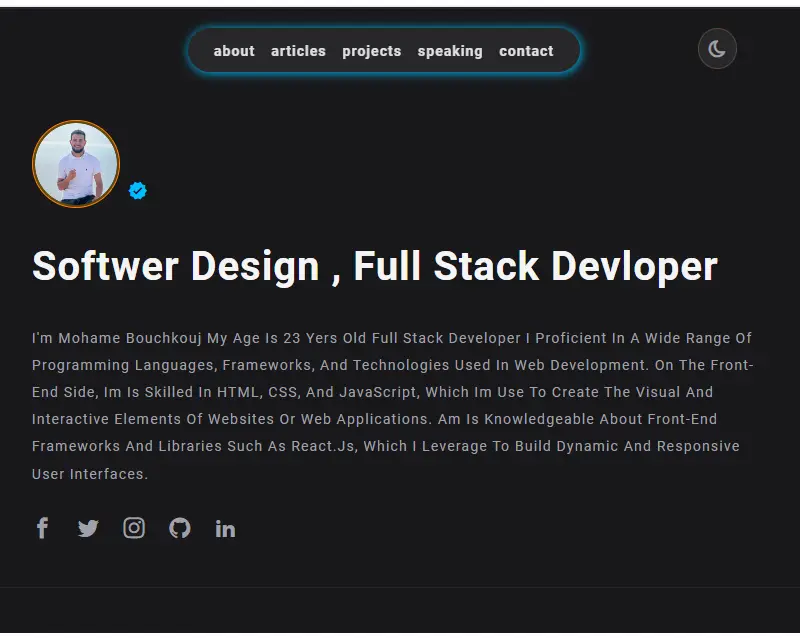 about articles projects speaking contact
Softwer Design , Full Stack Devloper
I'm Mohame Bouchkouj My Age Is 23 Yers Old Full Stack Developer I Proficient In A Wide Range Of
Programming Languages, Frameworks, And Technologies Used In Web Development. On The Front-
End Side, Im Is Skilled In HTML, CSS, And JavaScript, Which Im Use To Create The Visual And
Interactive Elements Of Websites Or Web Applications. Am Is Knowledgeable About Front-End
Frameworks And Libraries Such As React.Js, Which I Leverage To Build Dynamic And Responsive
User Interfaces.